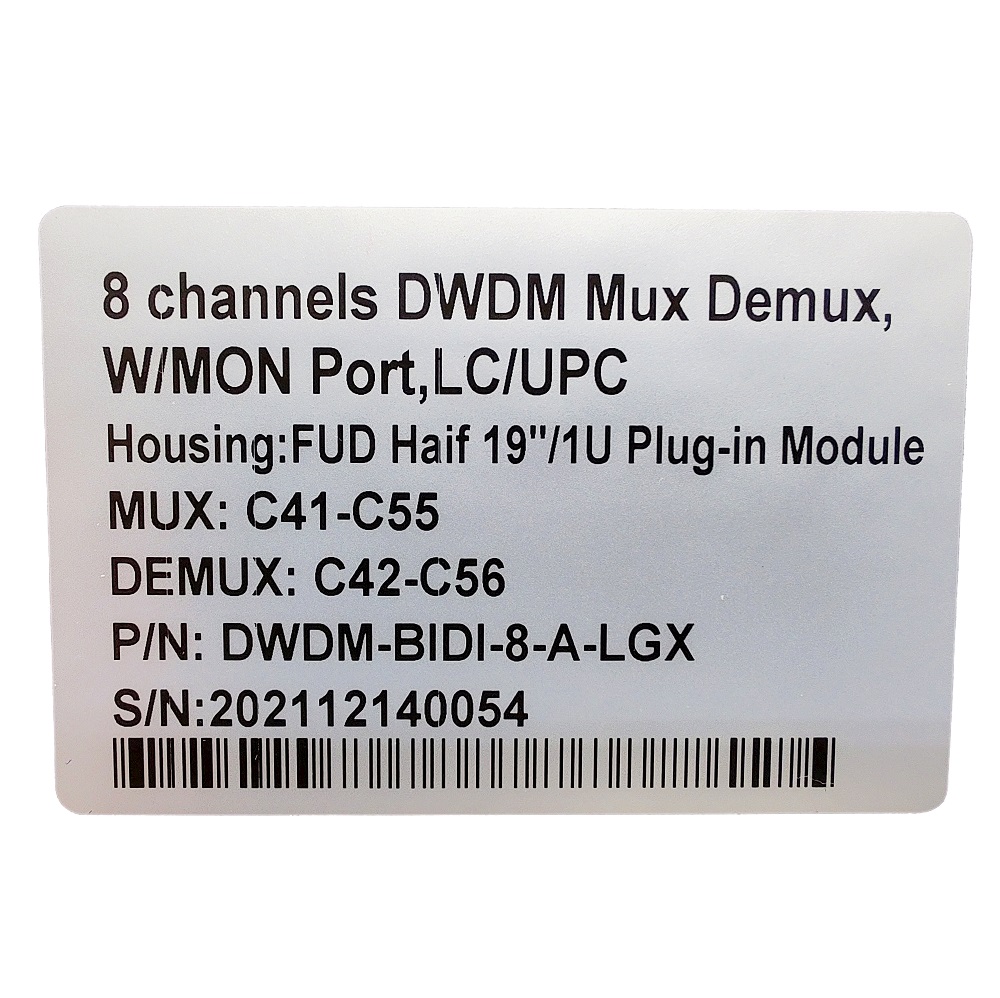 8 channels DWDM Mux Demux,
W/MON Port,LC/UPC
Housing:FUD Haif 19"/1U Plug-in Module
MUX: C41-C55
DEMUX: C42-C56
P/N: DWDM-BIDI-8-A-LGX
S/N:202112140054